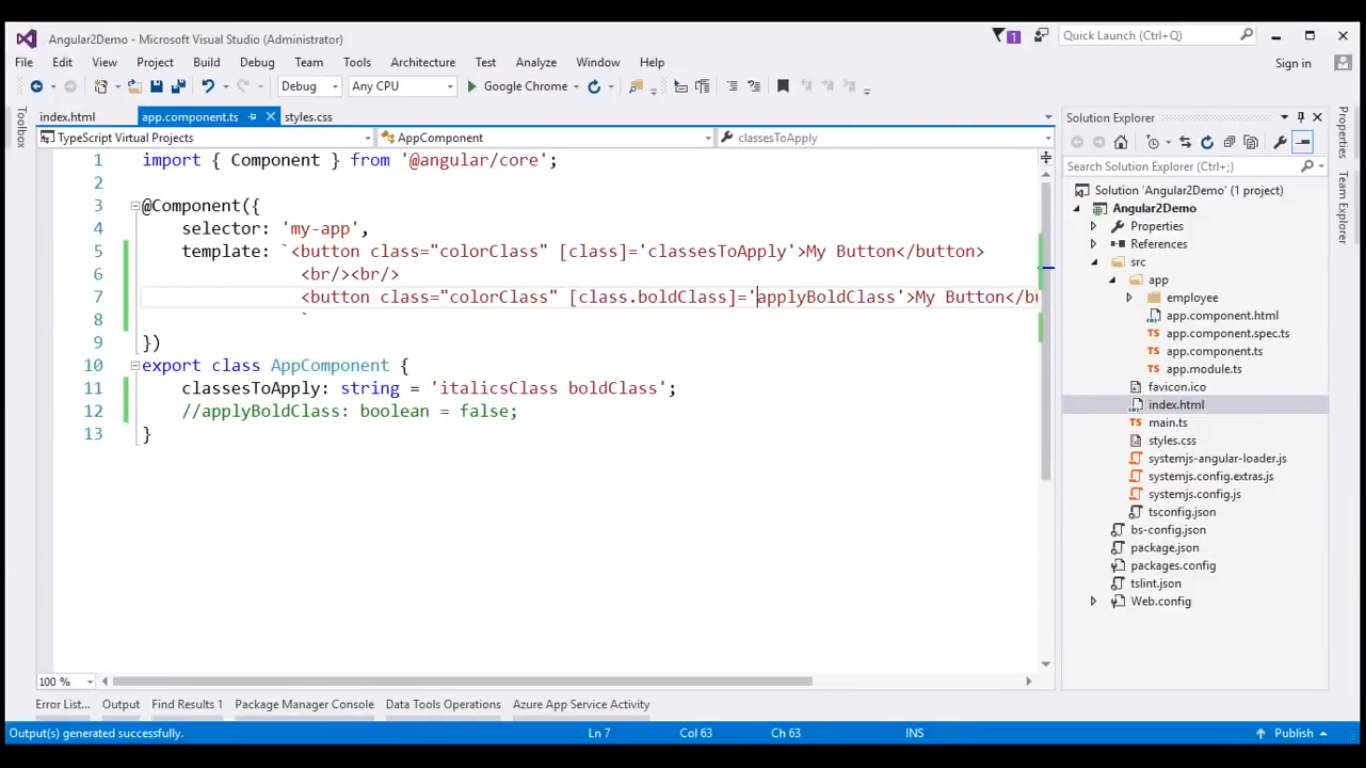 Angular2Demo - Microsoft Visual Studio (Administrator)
1
Quick Launch (Ctrl+Q)
File Edit View Project Build Debug Team Tools Architecture Test Analyze Window Help
Sign in
Debug Any CPU Google Chrome
Toolbox
index.html app.component.ts styles.css
TypeScript Virtual Projects AppComponent classesToApply
1 import { Component } from '@angular/core';
2
3 @Component({
4 selector: 'my-app',
5 template: `<button class="colorClass" [class]='classesToApply'>My Button</button>
6 <br/><br/>
7 <button class="colorClass" [class.boldClass]='applyBoldClass'>My Button</bu
8 `
9 })
10 export class AppComponent {
11 classesToApply: string = 'italicsClass boldClass';
12 //applyBoldClass: boolean = false;
13 }
100 %
Solution Explorer
Search Solution Explorer (Ctrl+;)
Solution 'Angular2Demo' (1 project)
Angular2Demo
Properties
References
src
app
employee
app.component.html
app.component.spec.ts
app.component.ts
app.module.ts
favicon.ico
index.html
main.ts
styles.css
systemjs-angular-loader.js
systemjs.config.extras.js
systemjs.config.js
tsconfig.json
bs-config.json
package.json
packages.config
tslint.json
Web.config
Properties
Team Explorer
Error List... Output Find Results 1 Package Manager Console Data Tools Operations Azure App Service Activity
Output(s) generated successfully. Ln 7 Col 63 Ch 63 INS Publish